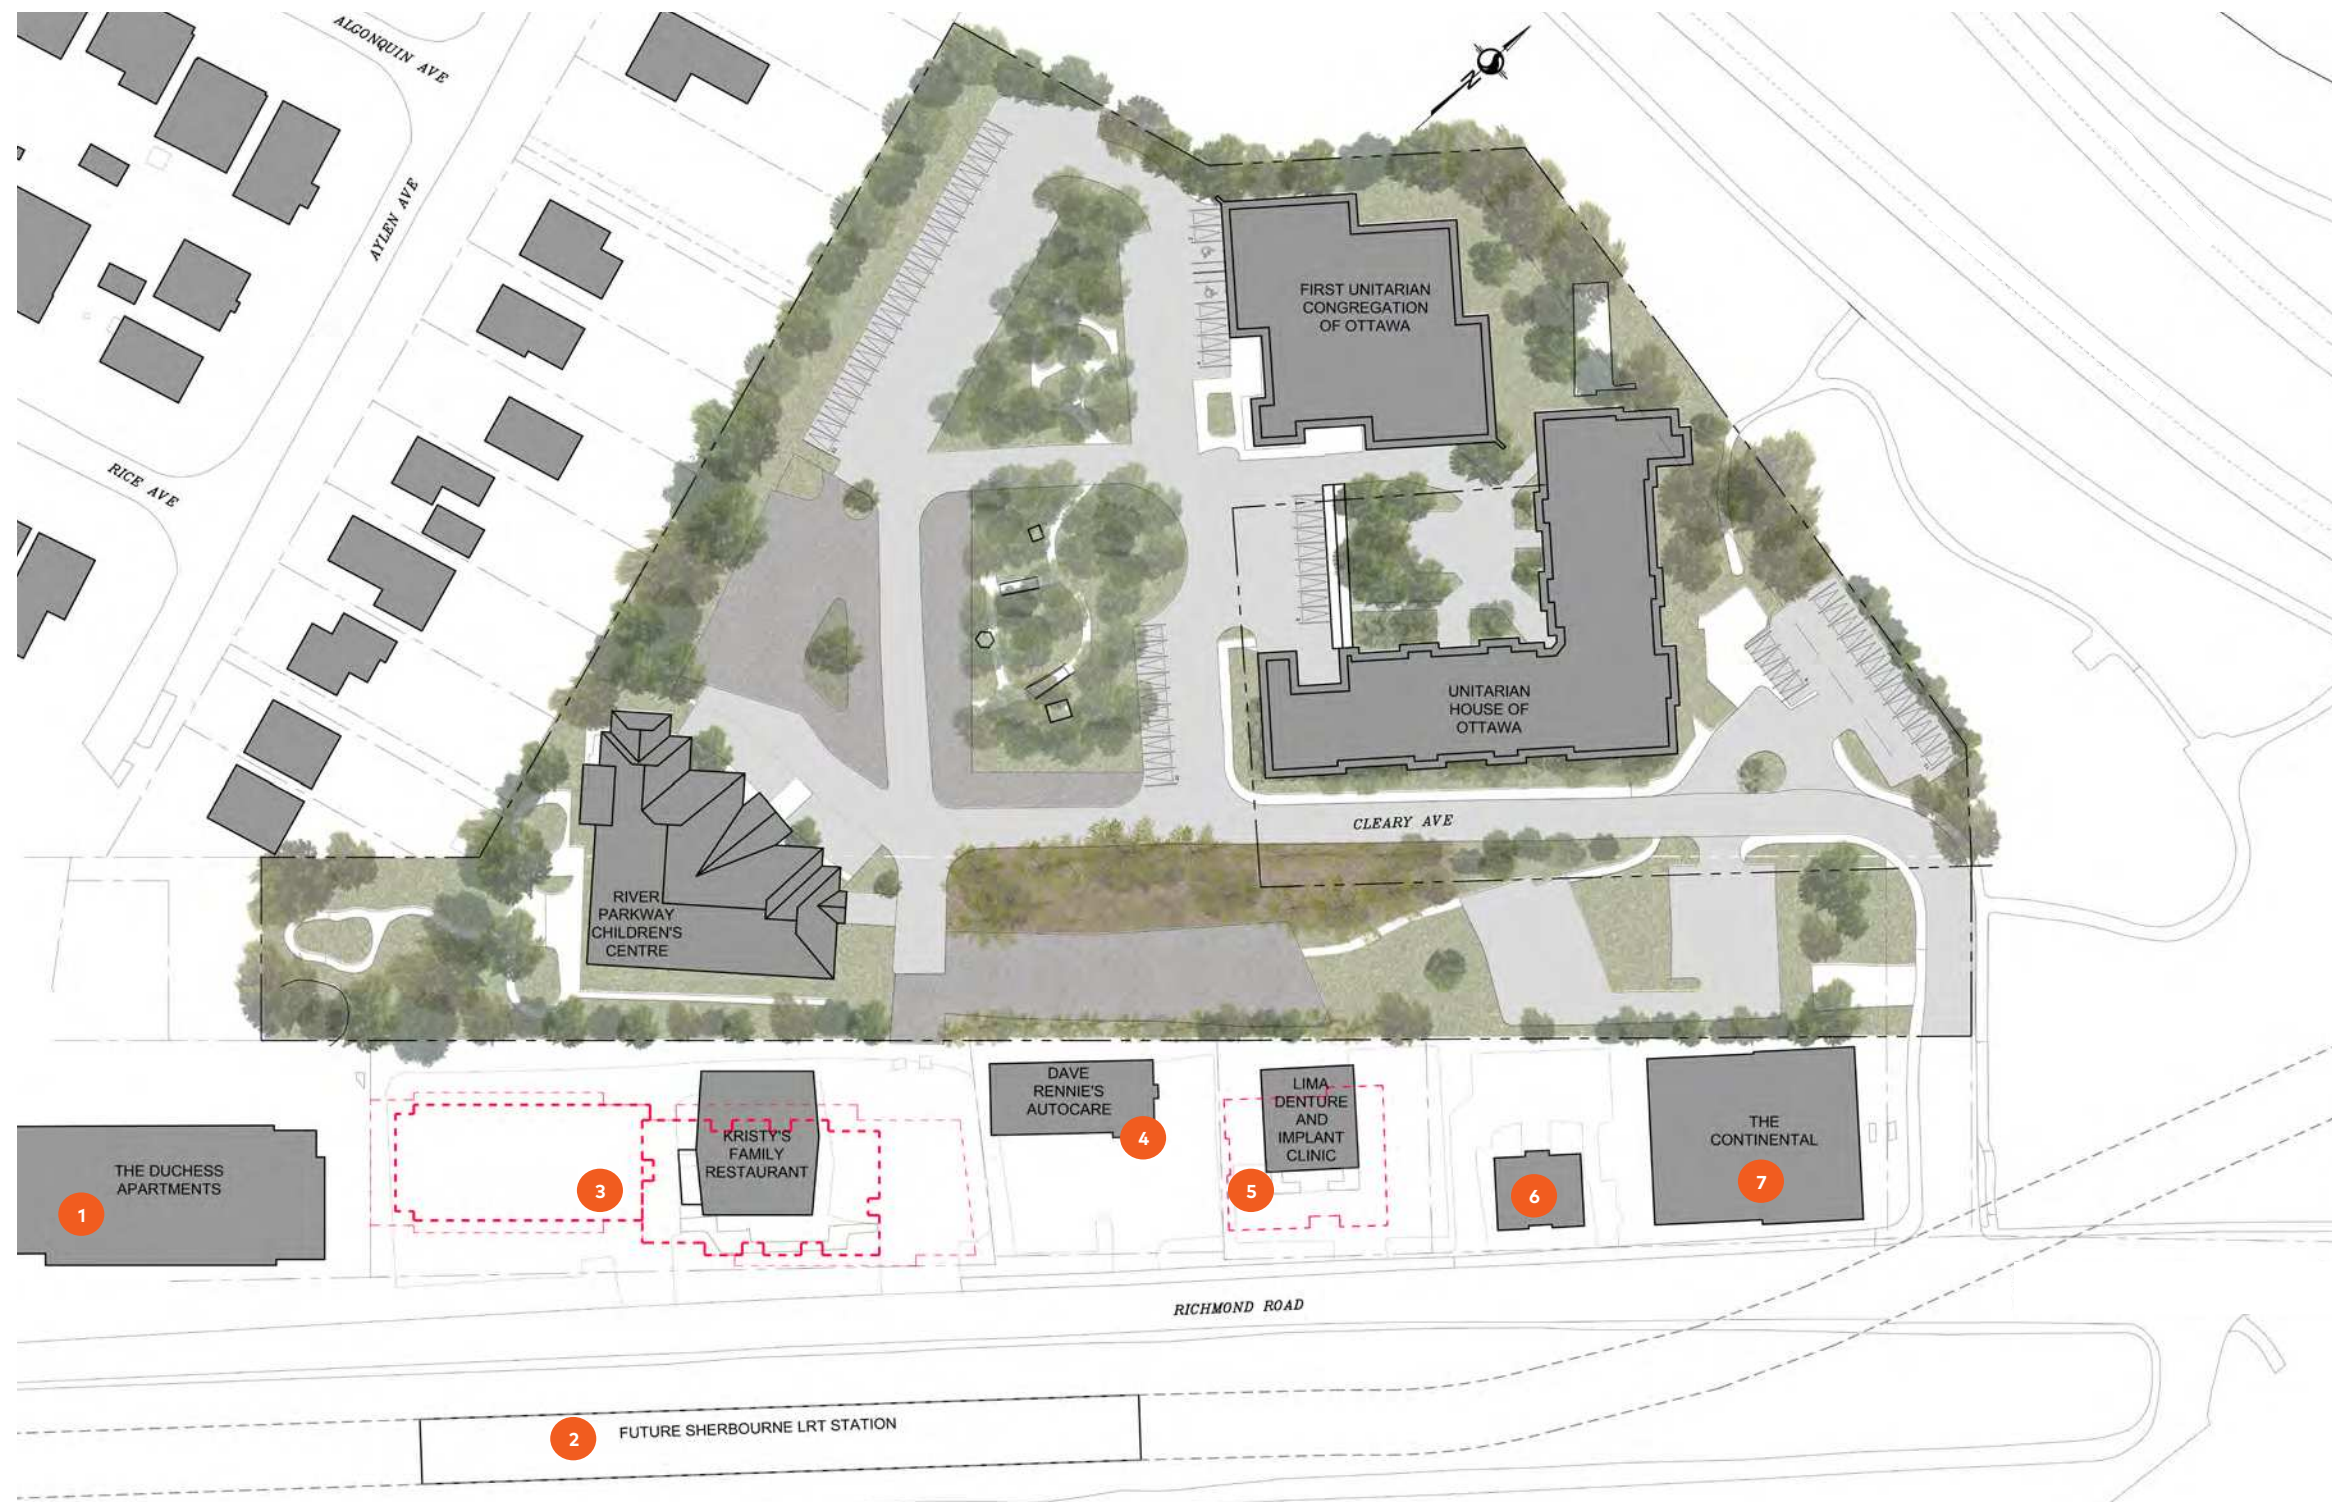 ALGONQUIN AVE
N
AYLEN AVE
RICE AVE
FIRST UNITARIAN
CONGREGATION
OF OTTAWA
UNITARIAN
HOUSE OF
OTTAWA
CLEARY AVE
RIVER
PARKWAY
CHILDREN'S
CENTRE
THE DUCHESS
APARTMENTS
1
3
KRISTY'S
FAMILY
RESTAURANT
DAVE
RENNIE'S
AUTOCARE
4
LIMA
DENTURE
AND
IMPLANT
CLINIC
5
6
THE
CONTINENTAL
7
RICHMOND ROAD
2
FUTURE SHERBOURNE LRT STATION